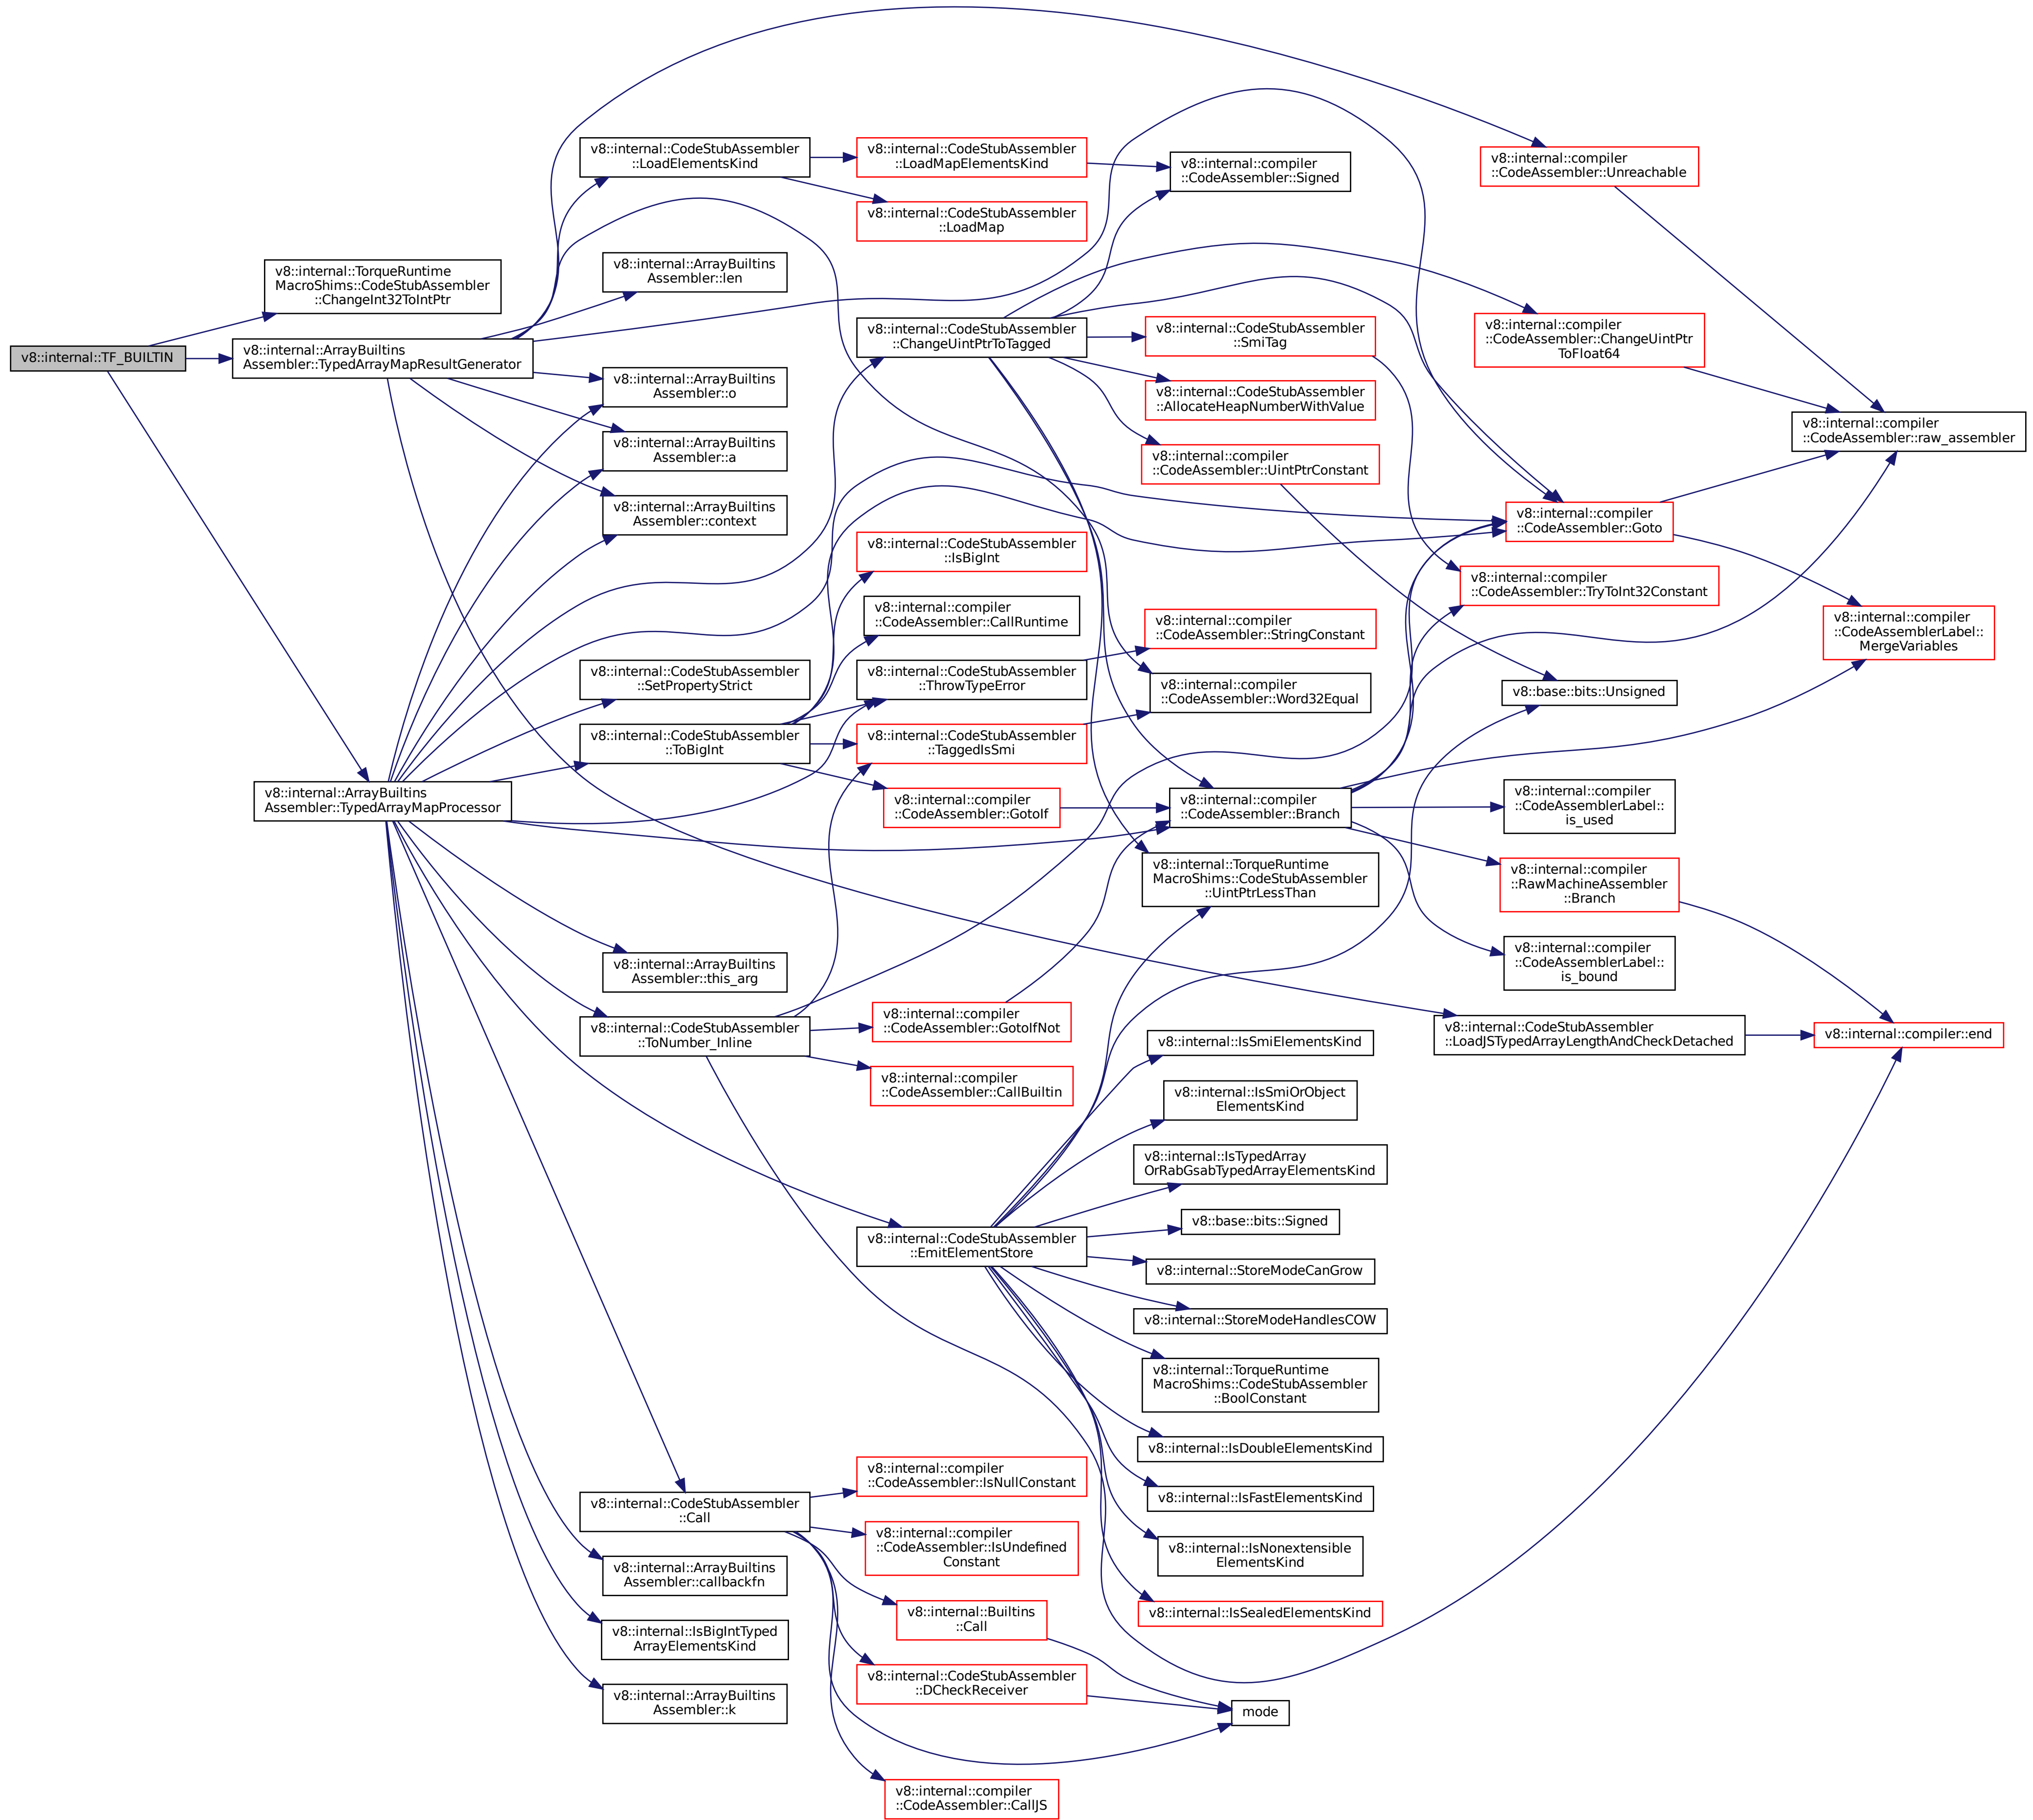 v8::internal::TF_BUILTIN
v8::internal::TorqueRuntime
MacroShims::CodeStubAssembler
::ChangeInt32ToIntPtr
v8::internal::ArrayBuiltins
Assembler::TypedArrayMapResultGenerator
v8::internal::ArrayBuiltins
Assembler::TypedArrayMapProcessor
v8::internal::CodeStubAssembler
::LoadElementsKind
v8::internal::ArrayBuiltins
Assembler::len
v8::internal::ArrayBuiltins
Assembler::o
v8::internal::ArrayBuiltins
Assembler::a
v8::internal::ArrayBuiltins
Assembler::context
v8::internal::CodeStubAssembler
::SetPropertyStrict
v8::internal::CodeStubAssembler
::ToBigInt
v8::internal::ArrayBuiltins
Assembler::this_arg
v8::internal::CodeStubAssembler
::ToNumber_Inline
v8::internal::CodeStubAssembler
::Call
v8::internal::ArrayBuiltins
Assembler::callbackfn
v8::internal::IsBigIntTyped
ArrayElementsKind
v8::internal::ArrayBuiltins
Assembler::k
v8::internal::CodeStubAssembler
::LoadMapElementsKind
v8::internal::CodeStubAssembler
::LoadMap
v8::internal::CodeStubAssembler
::ChangeUintPtrToTagged
v8::internal::CodeStubAssembler
::IsBigInt
v8::internal::compiler
::CodeAssembler::CallRuntime
v8::internal::CodeStubAssembler
::ThrowTypeError
v8::internal::CodeStubAssembler
::TaggedIsSmi
v8::internal::compiler
::CodeAssembler::GotoIf
v8::internal::compiler
::CodeAssembler::GotoIfNot
v8::internal::compiler
::CodeAssembler::CallBuiltin
v8::internal::CodeStubAssembler
::EmitElementStore
v8::internal::compiler
::CodeAssembler::IsNullConstant
v8::internal::compiler
::CodeAssembler::IsUndefined
Constant
v8::internal::Builtins
::Call
v8::internal::CodeStubAssembler
::DCheckReceiver
v8::internal::compiler
::CodeAssembler::CallJS
v8::internal::compiler
::CodeAssembler::Signed
v8::internal::CodeStubAssembler
::SmiTag
v8::internal::CodeStubAssembler
::AllocateHeapNumberWithValue
v8::internal::compiler
::CodeAssembler::UintPtrConstant
v8::internal::compiler
::CodeAssembler::StringConstant
v8::internal::compiler
::CodeAssembler::Word32Equal
v8::internal::compiler
::CodeAssembler::Branch
v8::internal::TorqueRuntime
MacroShims::CodeStubAssembler
::UintPtrLessThan
v8::internal::IsSmiElementsKind
v8::internal::IsSmiOrObject
ElementsKind
v8::internal::IsTypedArray
OrRabGsabTypedArrayElementsKind
v8::base::bits::Signed
v8::internal::StoreModeCanGrow
v8::internal::StoreModeHandlesCOW
v8::internal::TorqueRuntime
MacroShims::CodeStubAssembler
::BoolConstant
v8::internal::IsDoubleElementsKind
v8::internal::IsFastElementsKind
v8::internal::IsNonextensible
ElementsKind
v8::internal::IsSealedElementsKind
mode
v8::internal::compiler
::CodeAssembler::Unreachable
v8::internal::compiler
::CodeAssembler::ChangeUintPtr
ToFloat64
v8::internal::compiler
::CodeAssembler::Goto
v8::internal::compiler
::CodeAssembler::TryToInt32Constant
v8::base::bits::Unsigned
v8::internal::compiler
::CodeAssemblerLabel::
is_used
v8::internal::compiler
::RawMachineAssembler
::Branch
v8::internal::compiler
::CodeAssemblerLabel::
is_bound
v8::internal::CodeStubAssembler
::LoadJSTypedArrayLengthAndCheckDetached
v8::internal::compiler
::CodeAssembler::raw_assembler
v8::internal::compiler
::CodeAssemblerLabel::
MergeVariables
v8::internal::compiler::end